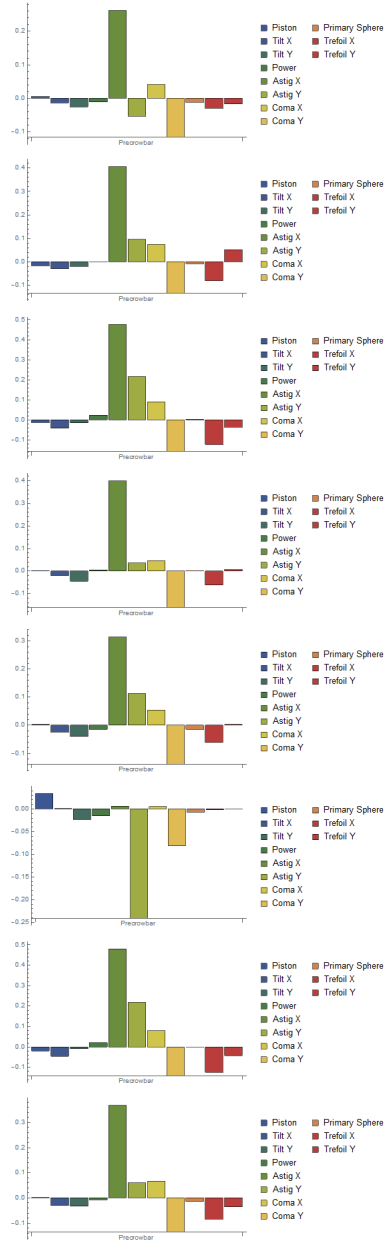 0.2
0.1
0.0
-0.1
Precrowbar
Piston Primary Sphere
Tilt X Trefoil X
Tilt Y Trefoil Y
Power
Astig X
Astig Y
Coma X
Coma Y
0.4
0.3
0.2
0.1
0.0
-0.1
Precrowbar
Piston Primary Sphere
Tilt X Trefoil X
Tilt Y Trefoil Y
Power
Astig X
Astig Y
Coma X
Coma Y
0.5
0.4
0.3
0.2
0.1
0.0
-0.1
Precrowbar
Piston Primary Sphere
Tilt X Trefoil X
Tilt Y Trefoil Y
Power
Astig X
Astig Y
Coma X
Coma Y
0.4
0.3
0.2
0.1
0.0
-0.1
Precrowbar
Piston Primary Sphere
Tilt X Trefoil X
Tilt Y Trefoil Y
Power
Astig X
Astig Y
Coma X
Coma Y
0.3
0.2
0.1
0.0
-0.1
Precrowbar
Piston Primary Sphere
Tilt X Trefoil X
Tilt Y Trefoil Y
Power
Astig X
Astig Y
Coma X
Coma Y
0.00
-0.05
-0.10
-0.15
-0.20
-0.25
Precrowbar
Piston Primary Sphere
Tilt X Trefoil X
Tilt Y Trefoil Y
Power
Astig X
Astig Y
Coma X
Coma Y
0.5
0.4
0.3
0.2
0.1
0.0
-0.1
Precrowbar
Piston Primary Sphere
Tilt X Trefoil X
Tilt Y Trefoil Y
Power
Astig X
Astig Y
Coma X
Coma Y
0.3
0.2
0.1
0.0
-0.1
Precrowbar
Piston Primary Sphere
Tilt X Trefoil X
Tilt Y Trefoil Y
Power
Astig X
Astig Y
Coma X
Coma Y